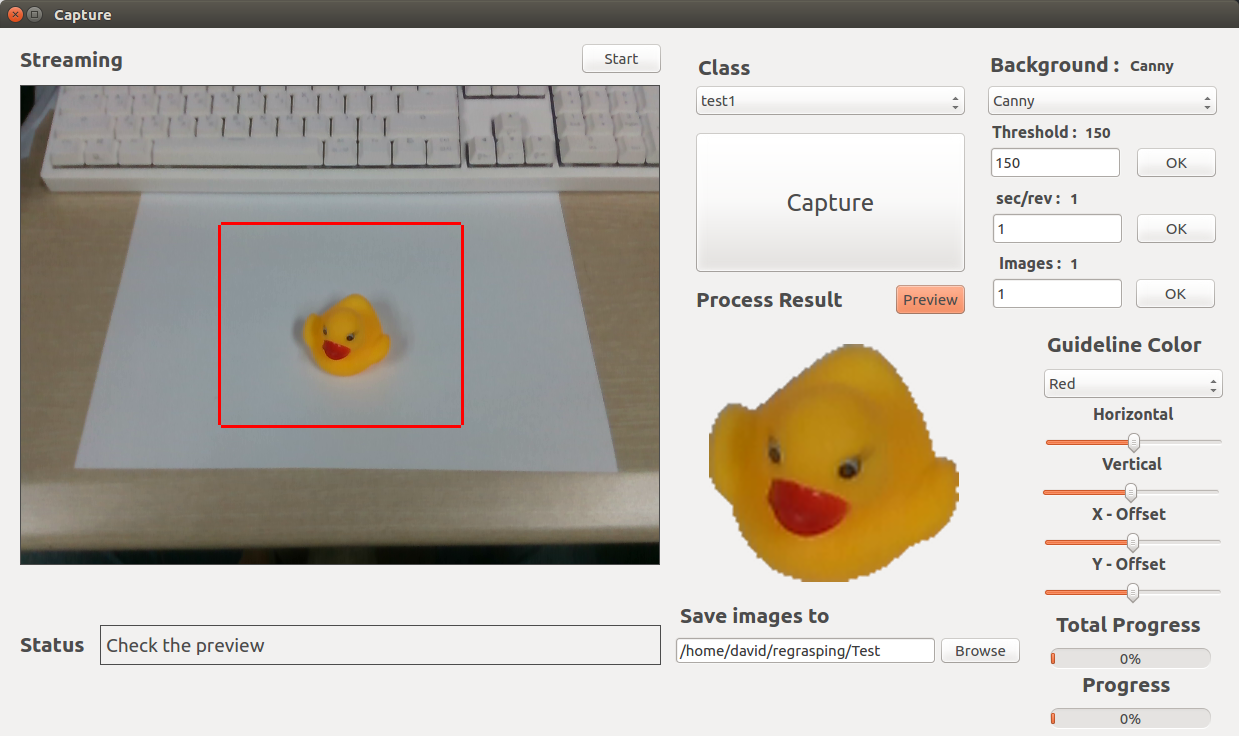 Capture
Streaming
Start
Class
test1
Capture
Process Result
Preview
Background : Canny
Canny
Threshold : 150
150
OK
sec/rev : 1
1
OK
Images : 1
1
OK
Guideline Color
Red
Horizontal
Vertical
X - Offset
Y - Offset
Status
Check the preview
Save images to
/home/david/regrasping/Test
Browse
Total Progress
0%
Progress
0%